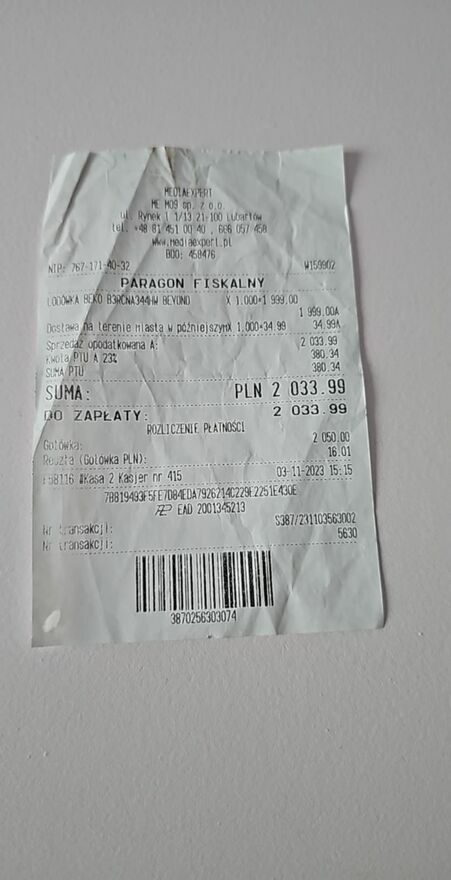 MEDIAEXPERT
ME M09 sp. z o.o.
ul. Rynek I 1/13 21-100 Lubartów
tel. +48 81 451 00 40 , 666 057 458
www.mediaexpert.pl
BDO: 458476
NIP: 767-171-40-32 W159902
PARAGON FISKALNY
LODÓWKA BEKO B3RCNA344HW BEYOND X 1.000*1 999,00
1 999.00A
Dostawa na terenie miasta w późniejszymX 1.000*34.99 34,99A
Sprzedaż opodatkowana A: 2 033.99
Kwota PTU A 23% 380.34
SUMA PTU 380.34
SUMA: PLN 2 033.99
DO ZAPŁATY: 2 033.99
ROZLICZENIE PŁATNOŚCI
Gotówka: 2 050.00
Reszta (Gotówka PLN): 16.01
#Kasa 2 Kasjer nr 415 03-11-2023 15:15
EAD 2001345213
Nr transakcji: S387/231103563002
Nr transakcji: 5630
3870256303074